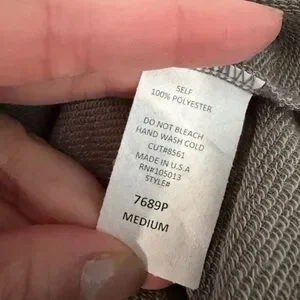 SELF
100% POLYESTER
DO NOT BLEACH
HAND WASH COLD
CUT#8561
MADE IN U.S.A
RN#105013
STYLE#
7689P
MEDIUM